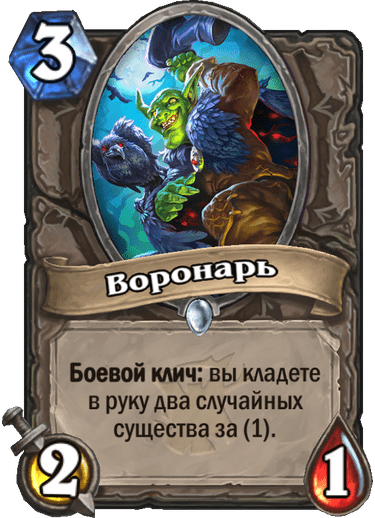 3
Воронарь
Боевой клич: вы кладете
в руку два случайных
существа за (1).
2
1